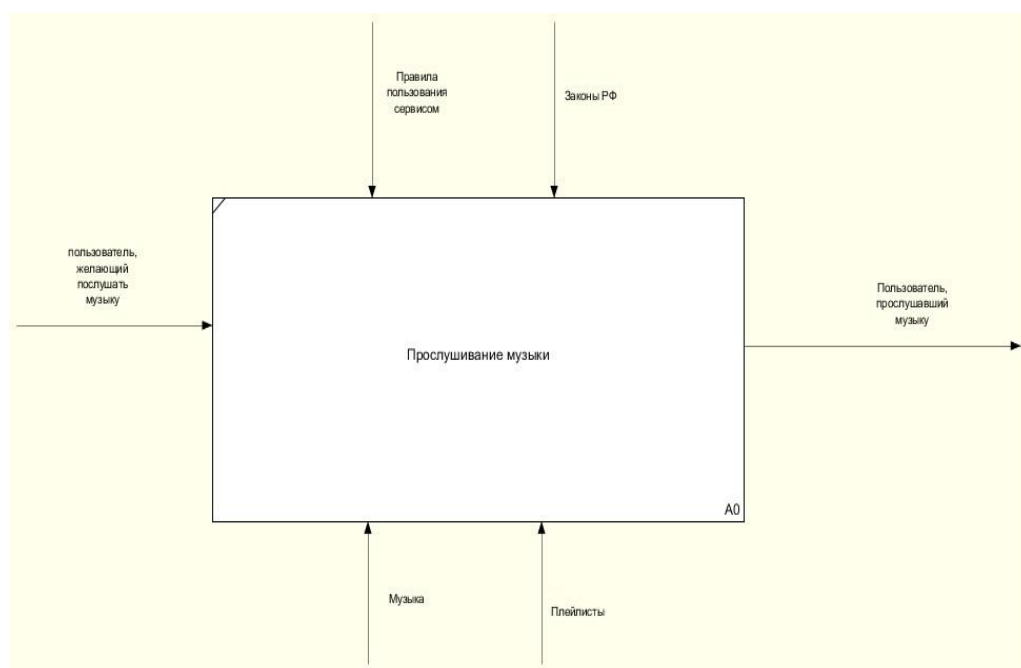 Правила
пользования
сервисом
Законы РФ
пользователь,
желающий
послушать
музыку
Пользователь,
прослушавший
музыку
Прослушивание музыки
A0
Музыка
Плейлисты